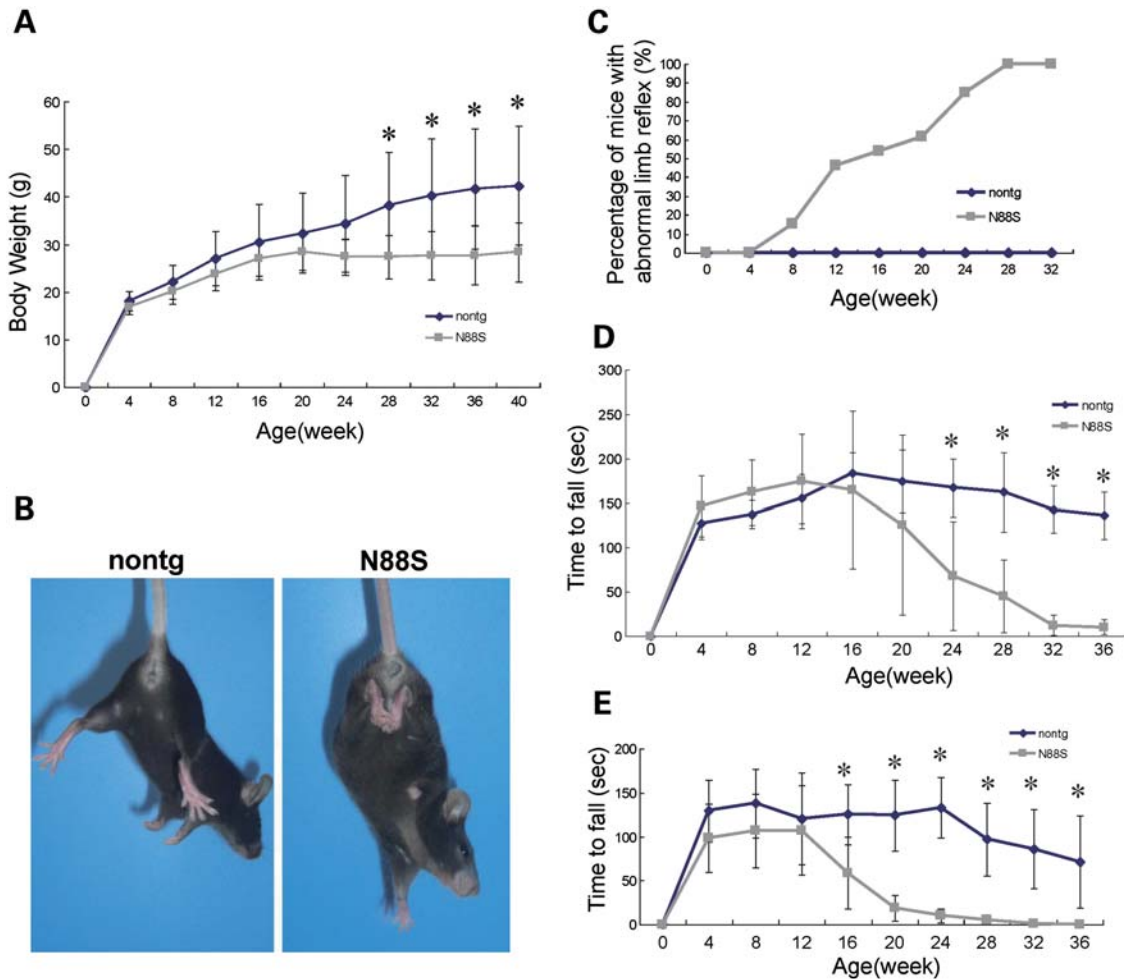 A
Body Weight (g)
60
50
40
30
20
10
0
* * * *
nontg
N88S
0 4 8 12 16 20 24 28 32 36 40
Age(week)
B
nontg N88S
C
Percentage of mice with
abnormal limb reflex (%)
100
90
80
70
60
50
40
30
20
10
0
nontg
N88S
0 4 8 12 16 20 24 28 32
Age(week)
D
Time to fall (sec)
300
250
200
150
100
50
0
nontg
N88S
* * * *
0 4 8 12 16 20 24 28 32 36
Age(week)
E
Time to fall (sec)
200
150
100
50
0
nontg
N88S
* * * * * *
0 4 8 12 16 20 24 28 32 36
Age(week)